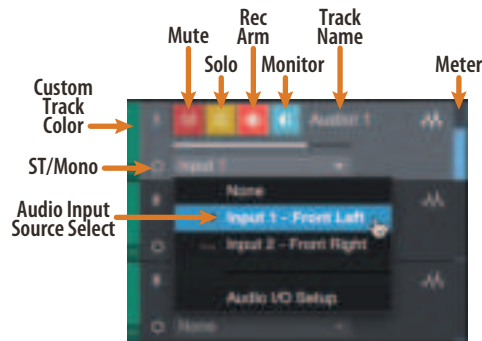 Mute
Solo
Rec
Arm
Monitor
Track
Name
Meter
Custom
Track
Color
ST/Mono
Audio Input
Source Select
Audio 1
Input 1
None
Input 1 – Front Left
Input 2 – Front Right
Audio I/O Setup
None